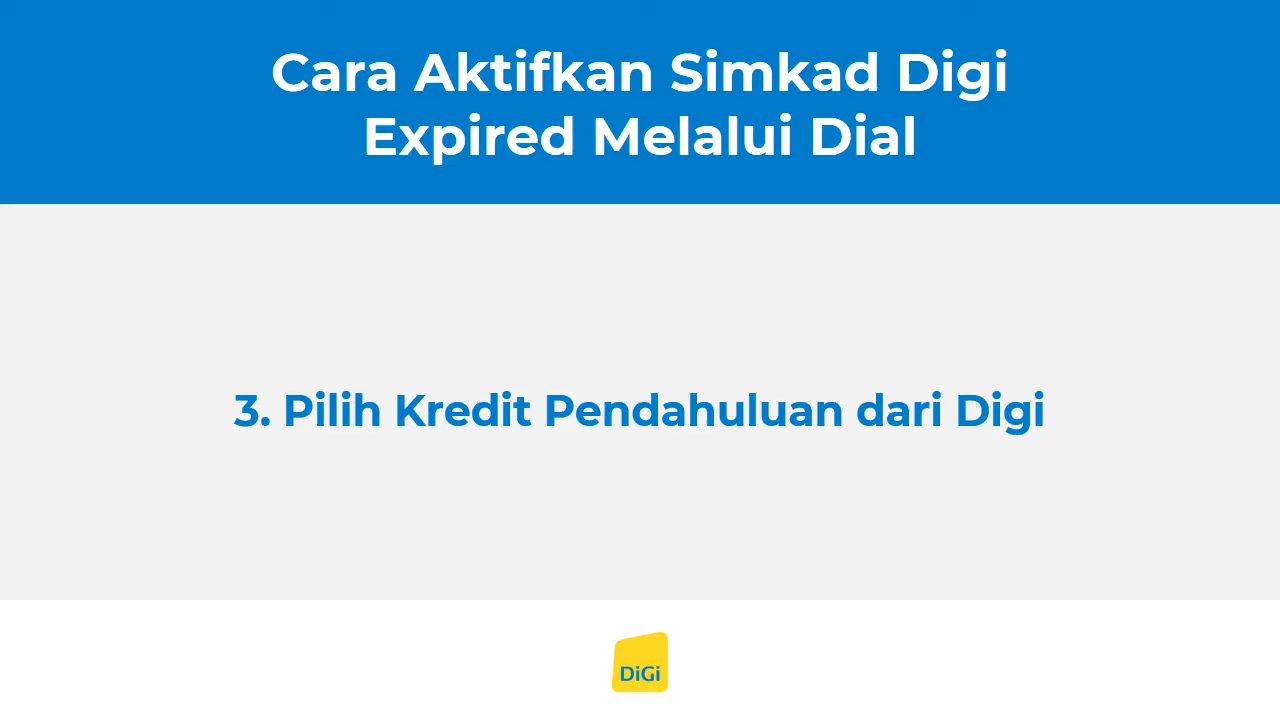 Cara Aktifkan Simkad Digi
Expired Melalui Dial
3. Pilih Kredit Pendahuluan dari Digi
DiGi